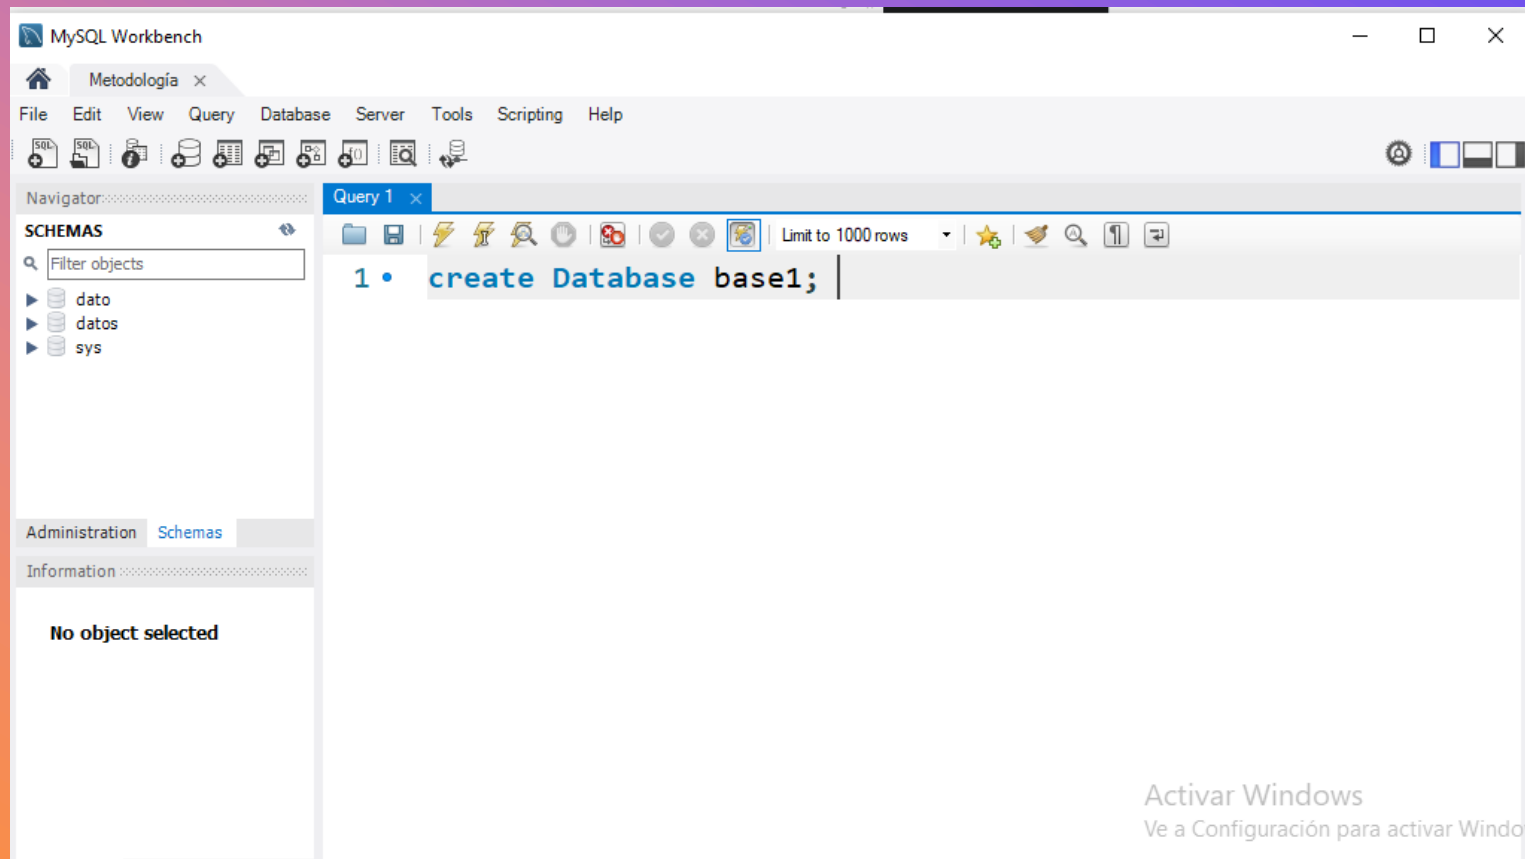 MySQL Workbench
Metodología
File Edit View Query Database Server Tools Scripting Help
Navigator
SCHEMAS
Filter objects
dato
datos
sys
Administration Schemas
Information
No object selected
Query 1
Limit to 1000 rows
1 create Database base1;
Activar Windows
Ve a Configuración para activar Windo